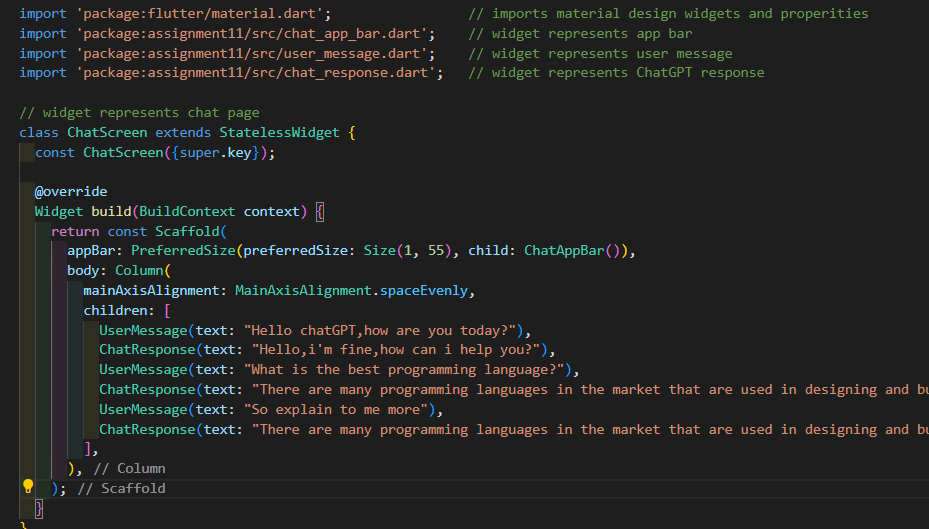 import 'package:flutter/material.dart'; // imports material design widgets and properities
import 'package:assignment11/src/chat_app_bar.dart'; // widget represents app bar
import 'package:assignment11/src/user_message.dart'; // widget represents user message
import 'package:assignment11/src/chat_response.dart'; // widget represents ChatGPT response
// widget represents chat page
class ChatScreen extends StatelessWidget {
const ChatScreen({super.key});
@override
Widget build(BuildContext context) {
return const Scaffold(
appBar: PreferredSize(preferredSize: Size(1, 55), child: ChatAppBar()),
body: Column(
mainAxisAlignment: MainAxisAlignment.spaceEvenly,
children: [
UserMessage(text: "Hello chatGPT,how are you today?"),
ChatResponse(text: "Hello,i'm fine,how can i help you?"),
UserMessage(text: "What is the best programming language?"),
ChatResponse(text: "There are many programming languages in the market that are used in designing and bu
UserMessage(text: "So explain to me more"),
ChatResponse(text: "There are many programming languages in the market that are used in designing and bu
],
), // Column
); // Scaffold
}
}